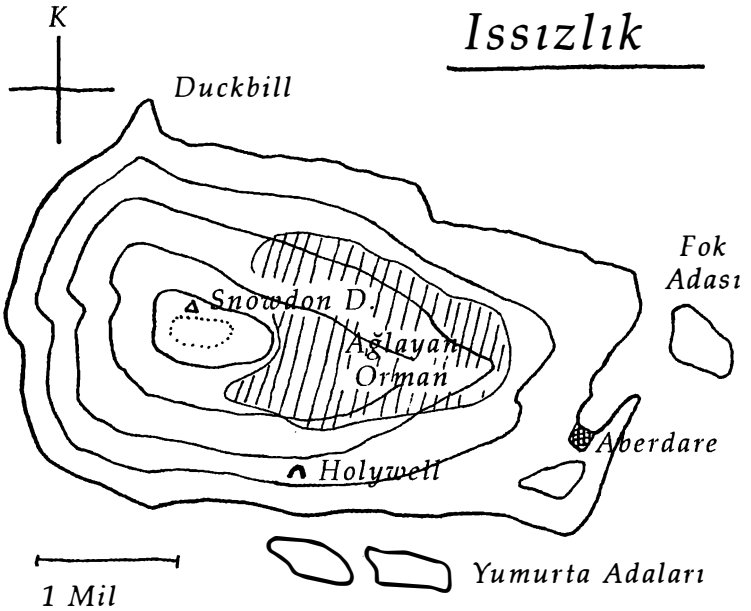 K
Issızlık
Duckbill
Fok
Adası
Snowdon D.
Ağlayan
Orman
Aberdare
Holywell
Yumurta Adaları
1 Mil